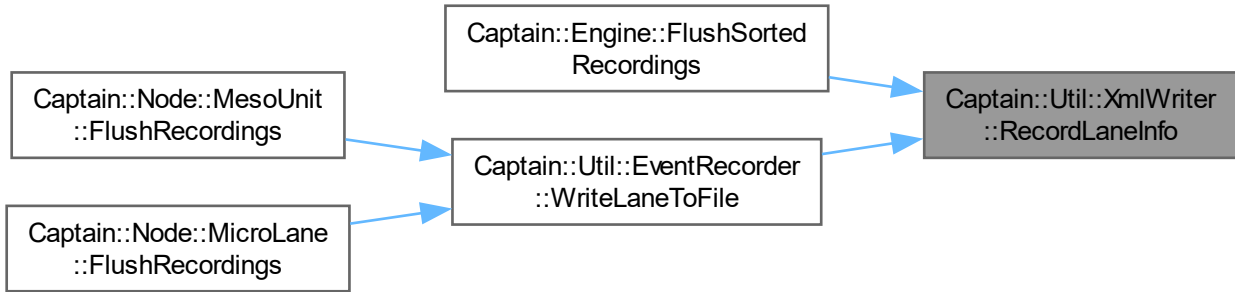 Captain::Engine::FlushSorted
Recordings
Captain::Node::MesoUnit
::FlushRecordings
Captain::Util::XmlWriter
::RecordLaneInfo
Captain::Util::EventRecorder
::WriteLaneToFile
Captain::Node::MicroLane
::FlushRecordings